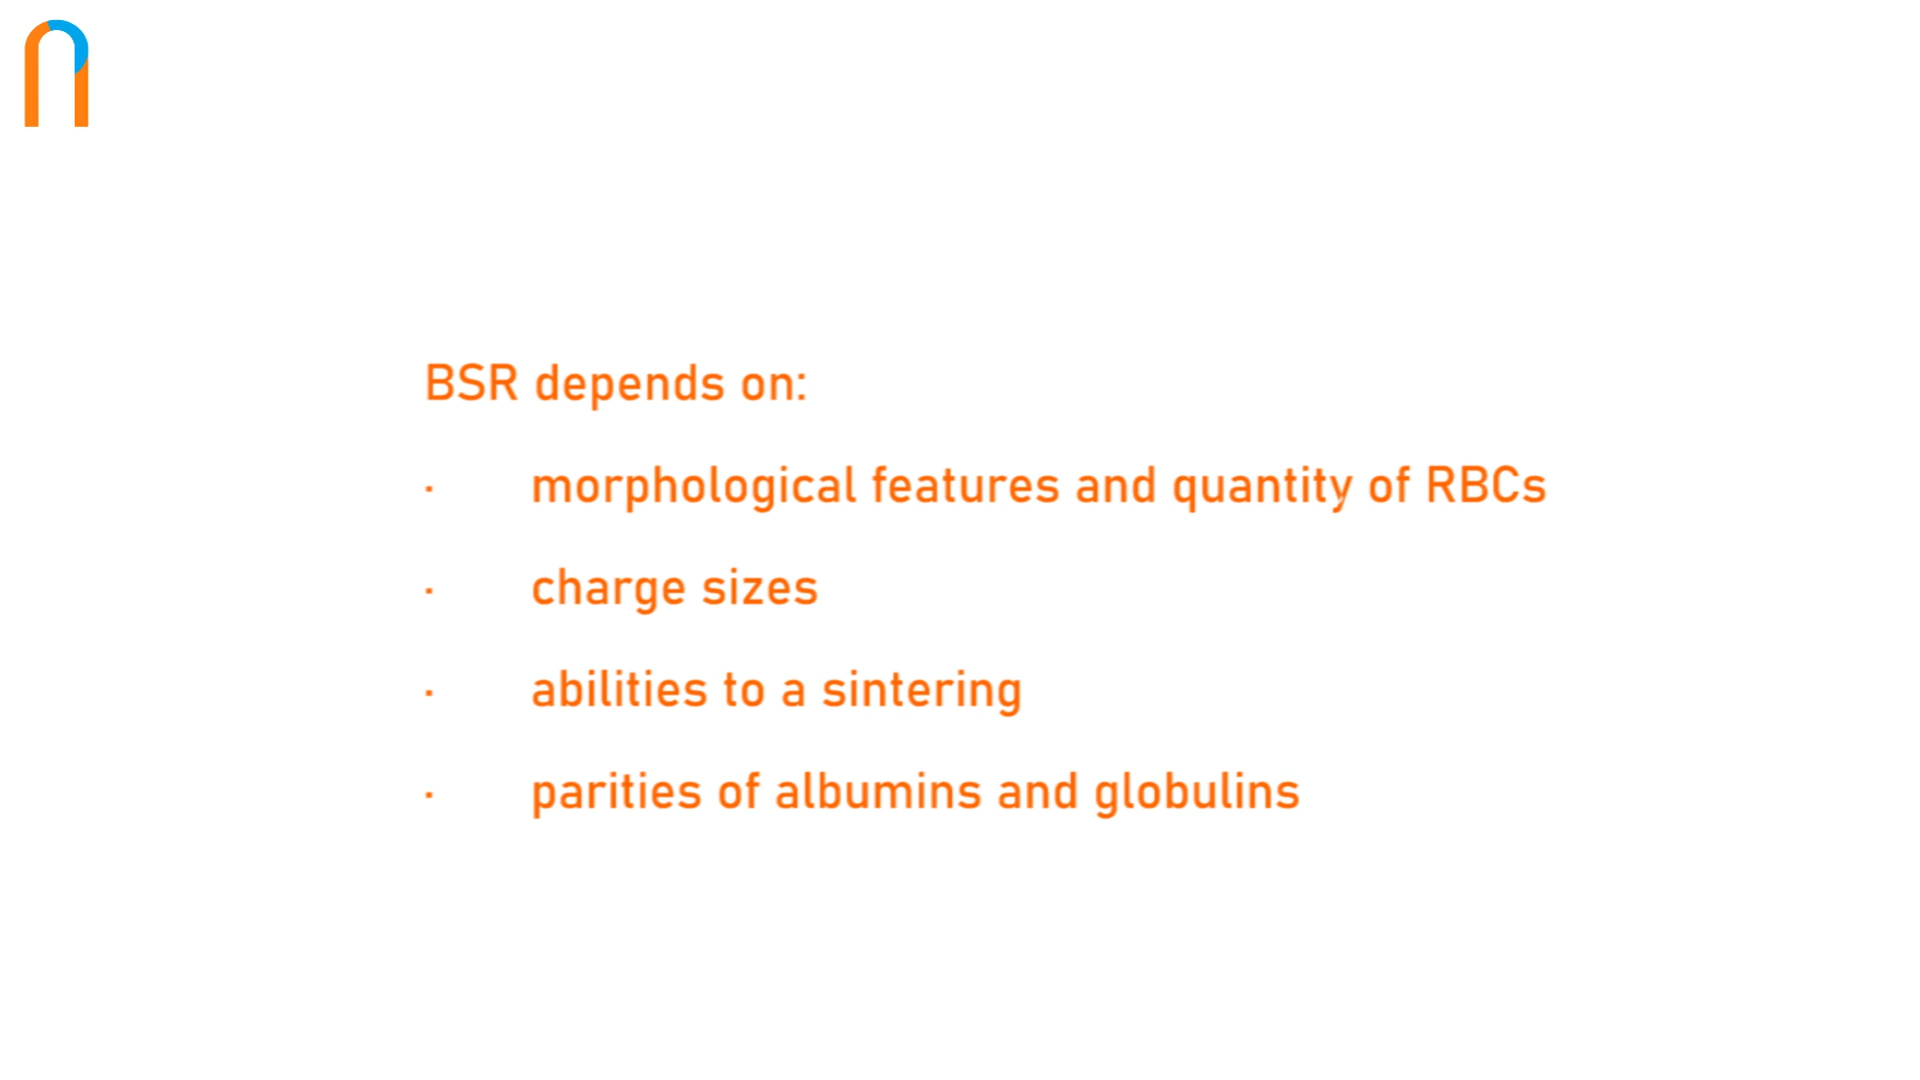 BSR depends on:
· morphological features and quantity of RBCs
· charge sizes
· abilities to a sintering
· parities of albumins and globulins